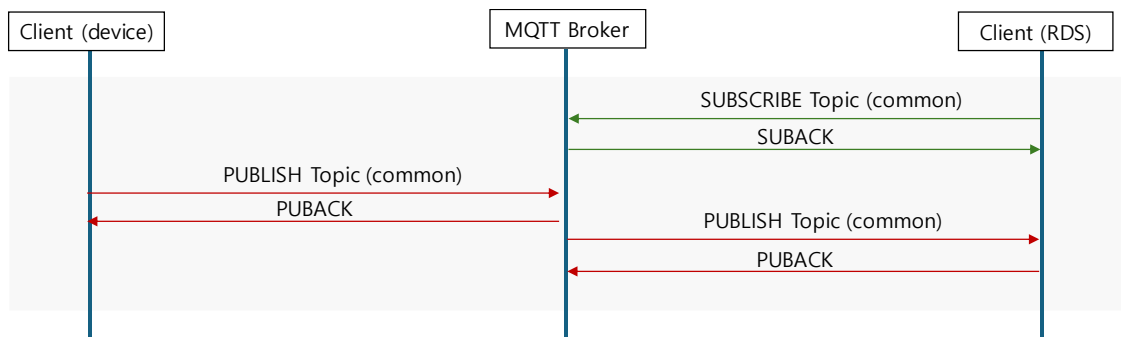 Client (device)
MQTT Broker
Client (RDS)
SUBSCRIBE Topic (common)
SUBACK
PUBLISH Topic (common)
PUBACK
PUBLISH Topic (common)
PUBACK